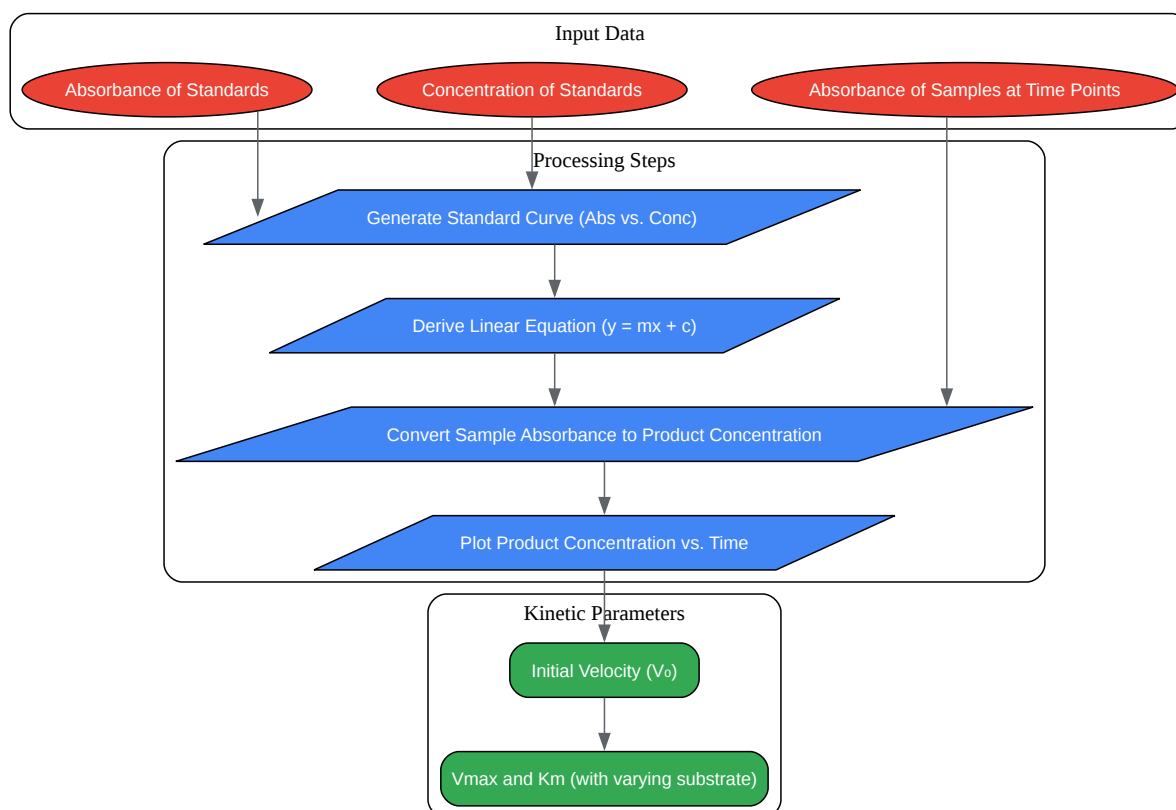 Input Data
Absorbance of Standards
Concentration of Standards
Absorbance of Samples at Time Points
Processing Steps
Generate Standard Curve (Abs vs. Conc)
Derive Linear Equation (y = mx + c)
Convert Sample Absorbance to Product Concentration
Plot Product Concentration vs. Time
Kinetic Parameters
Initial Velocity (V₀)
Vmax and Km (with varying substrate)